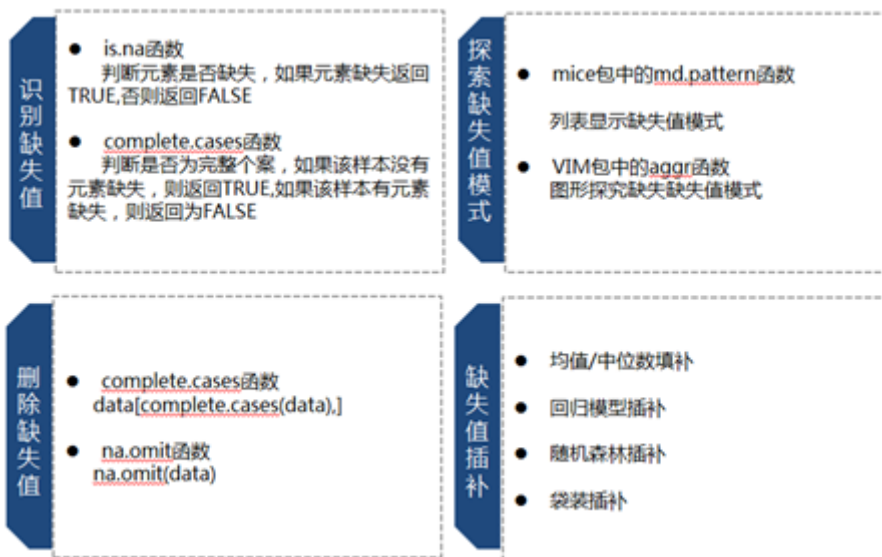 识别缺失值
● is.na函数
判断元素是否缺失，如果元素缺失返回
TRUE,否则返回FALSE
● complete.cases函数
判断是否为完整个案，如果该样本没有
元素缺失，则返回TRUE,如果该样本有元素
缺失，则返回为FALSE
探索缺失值模式
● mice包中的md.pattern函数
列表显示缺失值模式
● VIM包中的aggr函数
图形探究缺失缺失值模式
删除缺失值
● complete.cases函数
data[complete.cases(data),]
● na.omit函数
na.omit(data)
缺失值插补
● 均值/中位数填补
● 回归模型插补
● 随机森林插补
● 袋装插补